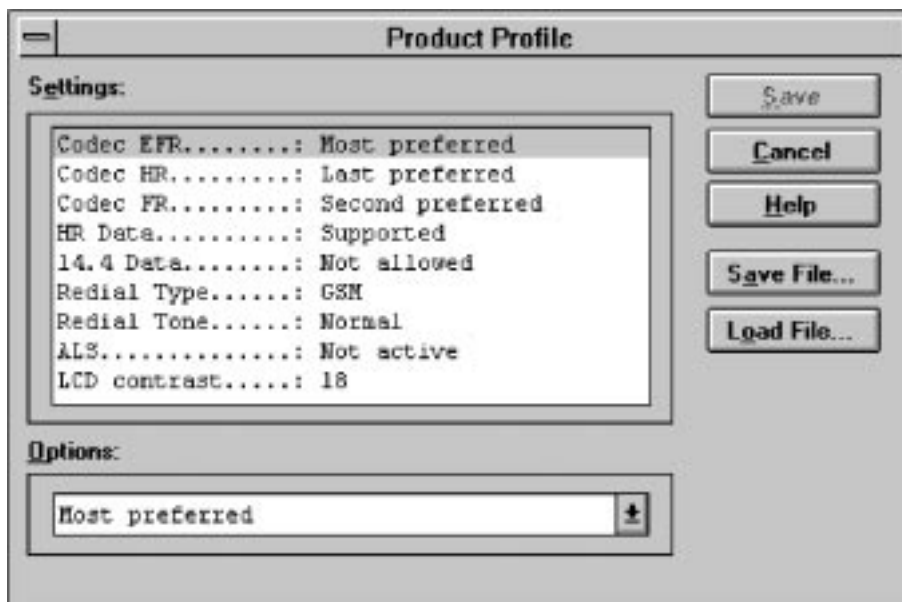 Product Profile
Settings:
Codec EFR........: Most preferred
Codec HR.........: Last preferred
Codec FR.........: Second preferred
HR Data..........: Supported
14.4 Data........: Not allowed
Redial Type......: GSM
Redial Tone......: Normal
ALS..............: Not active
LCD contrast.....: 18
Options:
Most preferred
Save
Cancel
Help
Save File...
Load File...